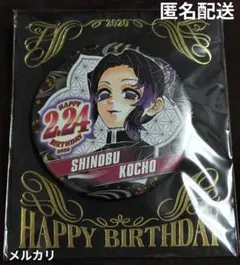 匿名配送
2020
HAPPY
BIRTHDAY
2.24
SHINOBU
KOCHO
HAPPY BIRTHDAY
メルカリ